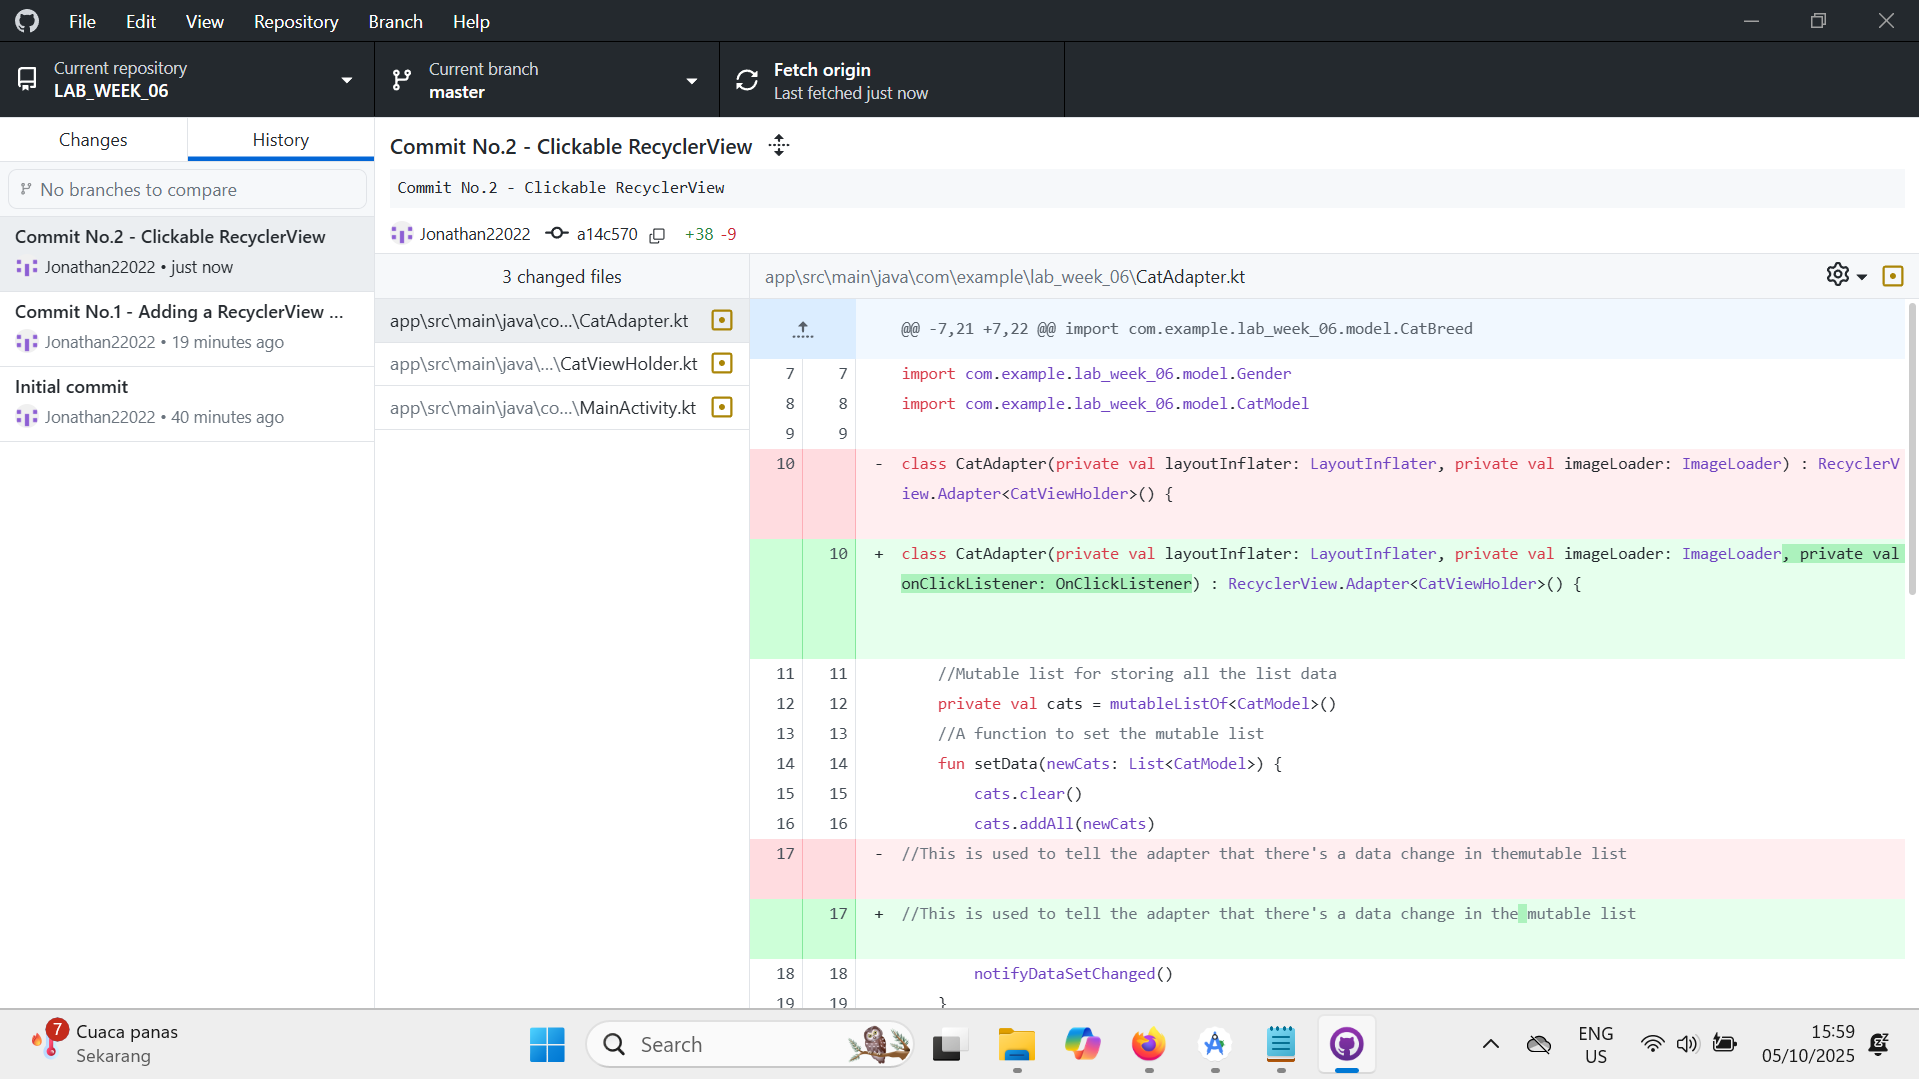 File Edit View Repository Branch Help
Current repository
LAB_WEEK_06
Current branch
master
Fetch origin
Last fetched just now
Changes
History
No branches to compare
Commit No.2 - Clickable RecyclerView
Jonathan22022 • just now
Commit No.1 - Adding a RecyclerView ...
Jonathan22022 • 19 minutes ago
Initial commit
Jonathan22022 • 40 minutes ago
Commit No.2 - Clickable RecyclerView
Commit No.2 - Clickable RecyclerView
Jonathan22022 a14c570 +38 -9
3 changed files
app\src\main\java\co...\CatAdapter.kt
app\src\main\java\...\CatViewHolder.kt
app\src\main\java\co...\MainActivity.kt
app\src\main\java\com\example\lab_week_06\CatAdapter.kt
@@ -7,21 +7,22 @@ import com.example.lab_week_06.model.CatBreed
7 7 import com.example.lab_week_06.model.Gender
8 8 import com.example.lab_week_06.model.CatModel
9 9
10 - class CatAdapter(private val layoutInflater: LayoutInflater, private val imageLoader: ImageLoader) : RecyclerV
iew.Adapter<CatViewHolder>() {
10 + class CatAdapter(private val layoutInflater: LayoutInflater, private val imageLoader: ImageLoader, private val
onClickListener: OnClickListener) : RecyclerView.Adapter<CatViewHolder>() {
11 11 //Mutable list for storing all the list data
12 12 private val cats = mutableListOf<CatModel>()
13 13 //A function to set the mutable list
14 14 fun setData(newCats: List<CatModel>) {
15 15 cats.clear()
16 16 cats.addAll(newCats)
17 - //This is used to tell the adapter that there's a data change in themutable list
17 + //This is used to tell the adapter that there's a data change in the mutable list
18 18 notifyDataSetChanged()
19 19 }
7
Cuaca panas
Sekarang
Search
ENG
US
15:59
05/10/2025